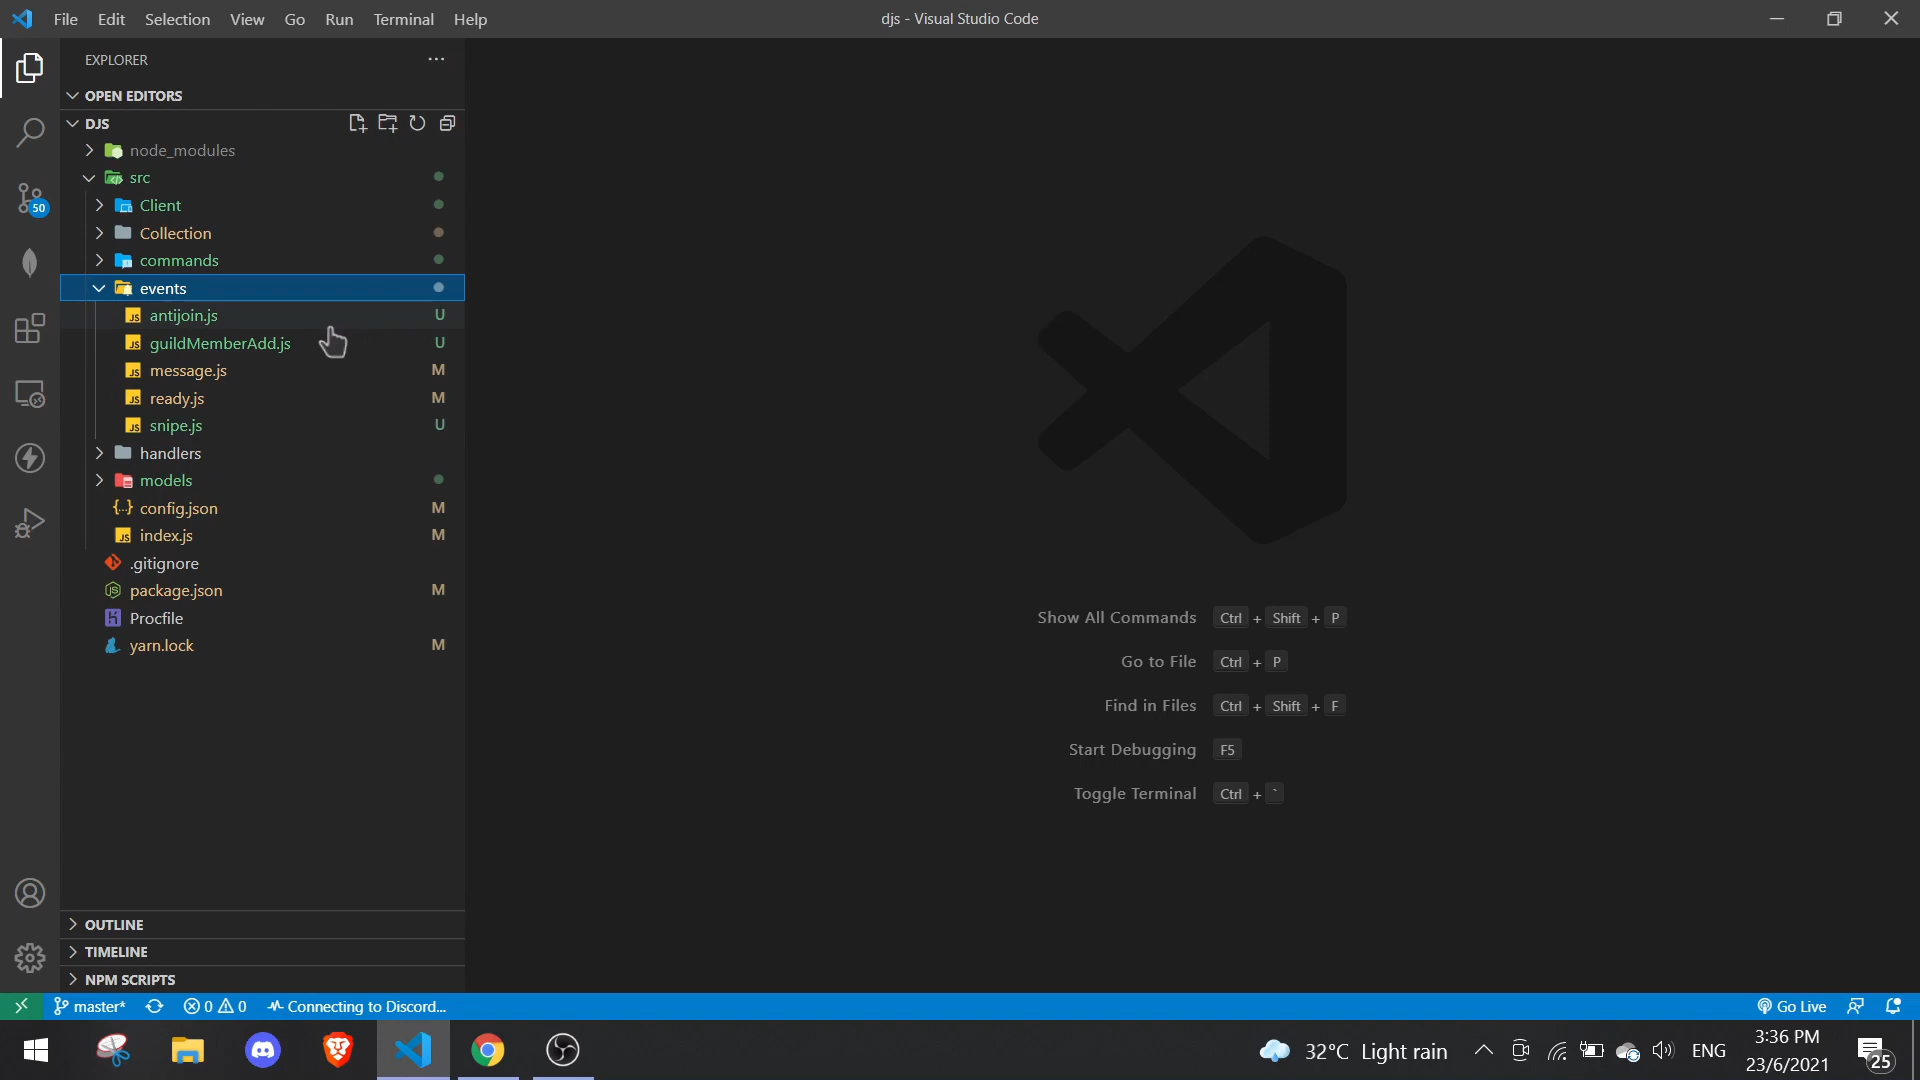 File Edit Selection View Go Run Terminal Help
djs - Visual Studio Code
EXPLORER
OPEN EDITORS
DJS
node_modules
src
Client
Collection
commands
events
antijoin.js U
guildMemberAdd.js U
message.js M
ready.js M
snipe.js U
handlers
models
config.json M
index.js M
.gitignore
package.json M
Procfile
yarn.lock M
OUTLINE
TIMELINE
NPM SCRIPTS
50
Show All Commands Ctrl + Shift + P
Go to File Ctrl + P
Find in Files Ctrl + Shift + F
Start Debugging F5
Toggle Terminal Ctrl + `
master* 0 0 Connecting to Discord...
Go Live
32°C Light rain
ENG
3:36 PM
23/6/2021
25